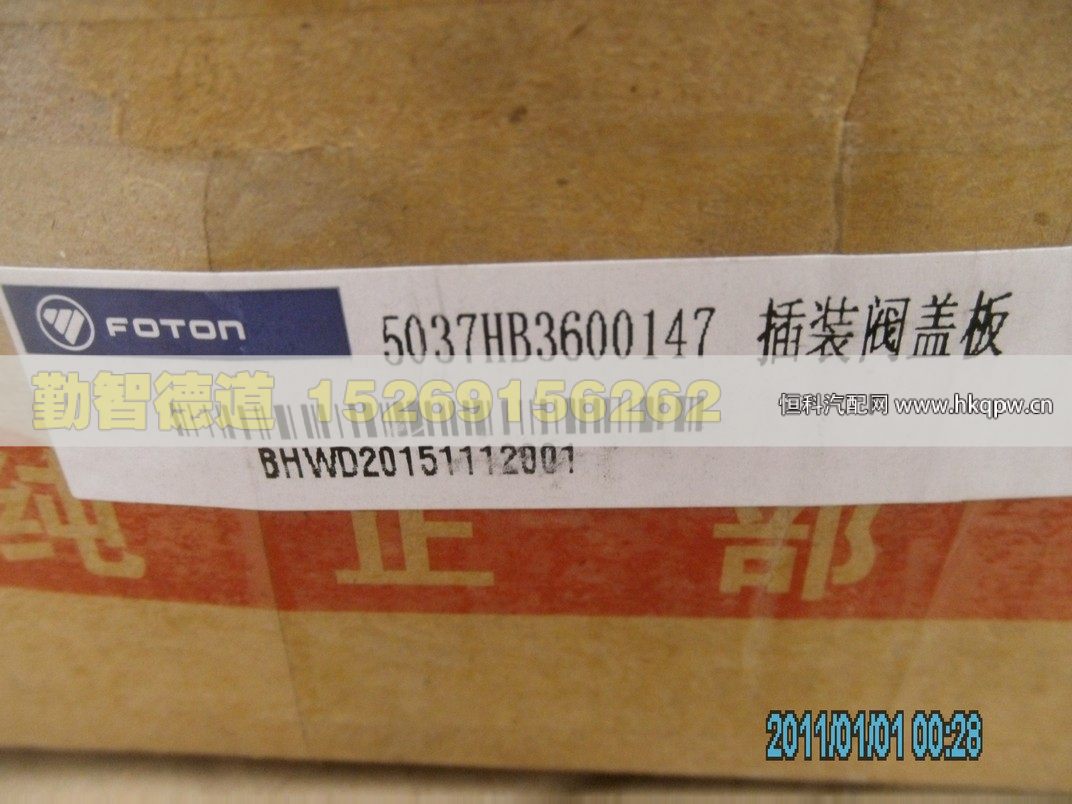 FOTON
5037HB3600147 插装阀盖板
勤智德道 15269156262
恒科汽配网 www.hkqpw.cn
BHWD20151112001
纯正部
2011/01/01 00:28